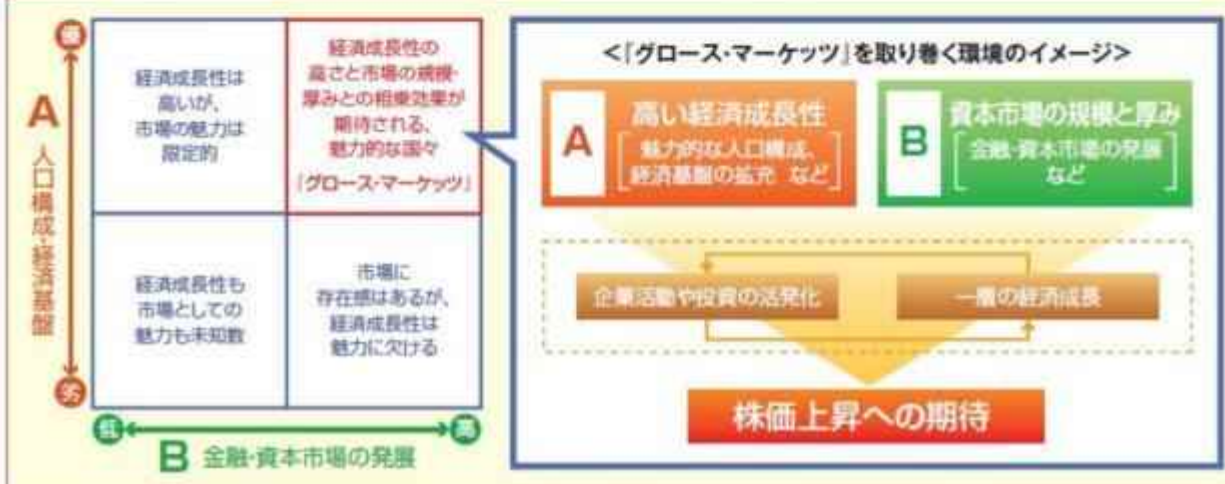 優
A
人口構成・経済基盤
劣
経済成長性は
高いが、
市場の魅力は
限定的
経済成長性の
高さと市場の規模・
厚みとの相乗効果が
期待される、
魅力的な国々
『グロース・マーケッツ』
経済成長性も
市場としての
魅力も未知数
市場に
存在感はあるが、
経済成長性は
魅力に欠ける
低
高
B 金融・資本市場の発展
＜『グロース・マーケッツ』を取り巻く環境のイメージ＞
A
高い経済成長性
魅力的な人口構成、
経済基盤の拡充 など
B
資本市場の規模と厚み
金融・資本市場の発展
など
企業活動や投資の活発化
一層の経済成長
株価上昇への期待